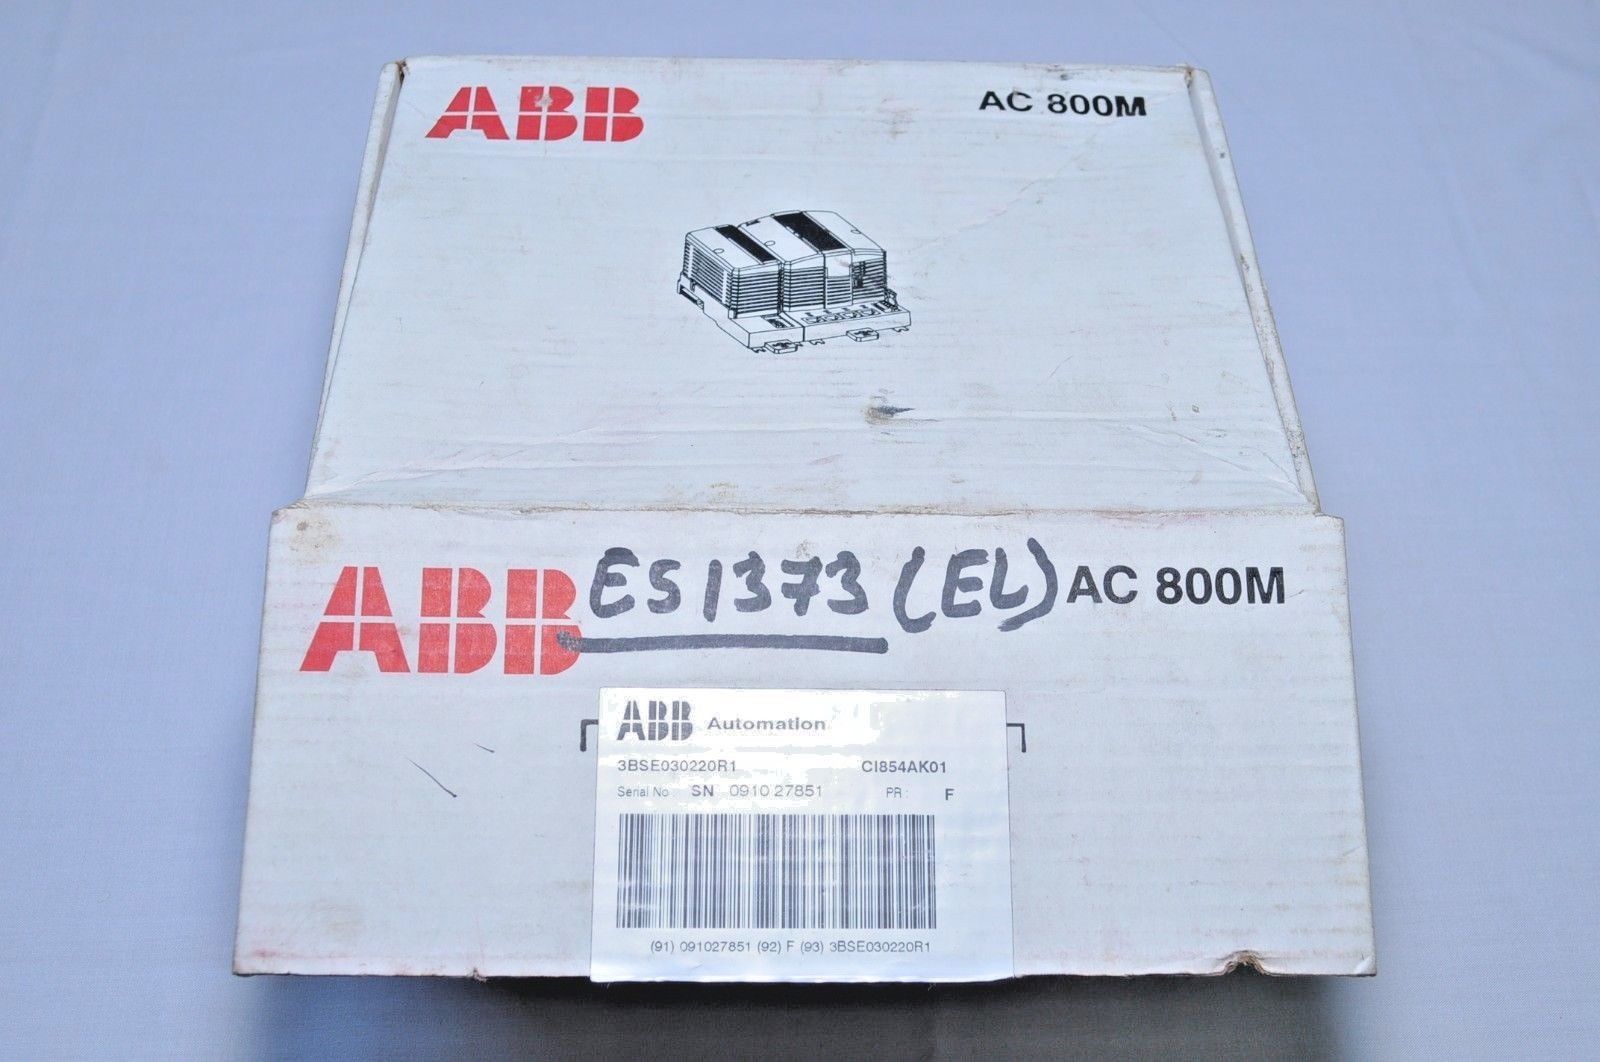 ABB AC 800M
ABB ES1373 (EL) AC 800M
ABB Automation
3BSE030220R1 CI854AK01
Serial No SN 0910 27851 PR: F
(91) 091027851 (92) F (93) 3BSE030220R1